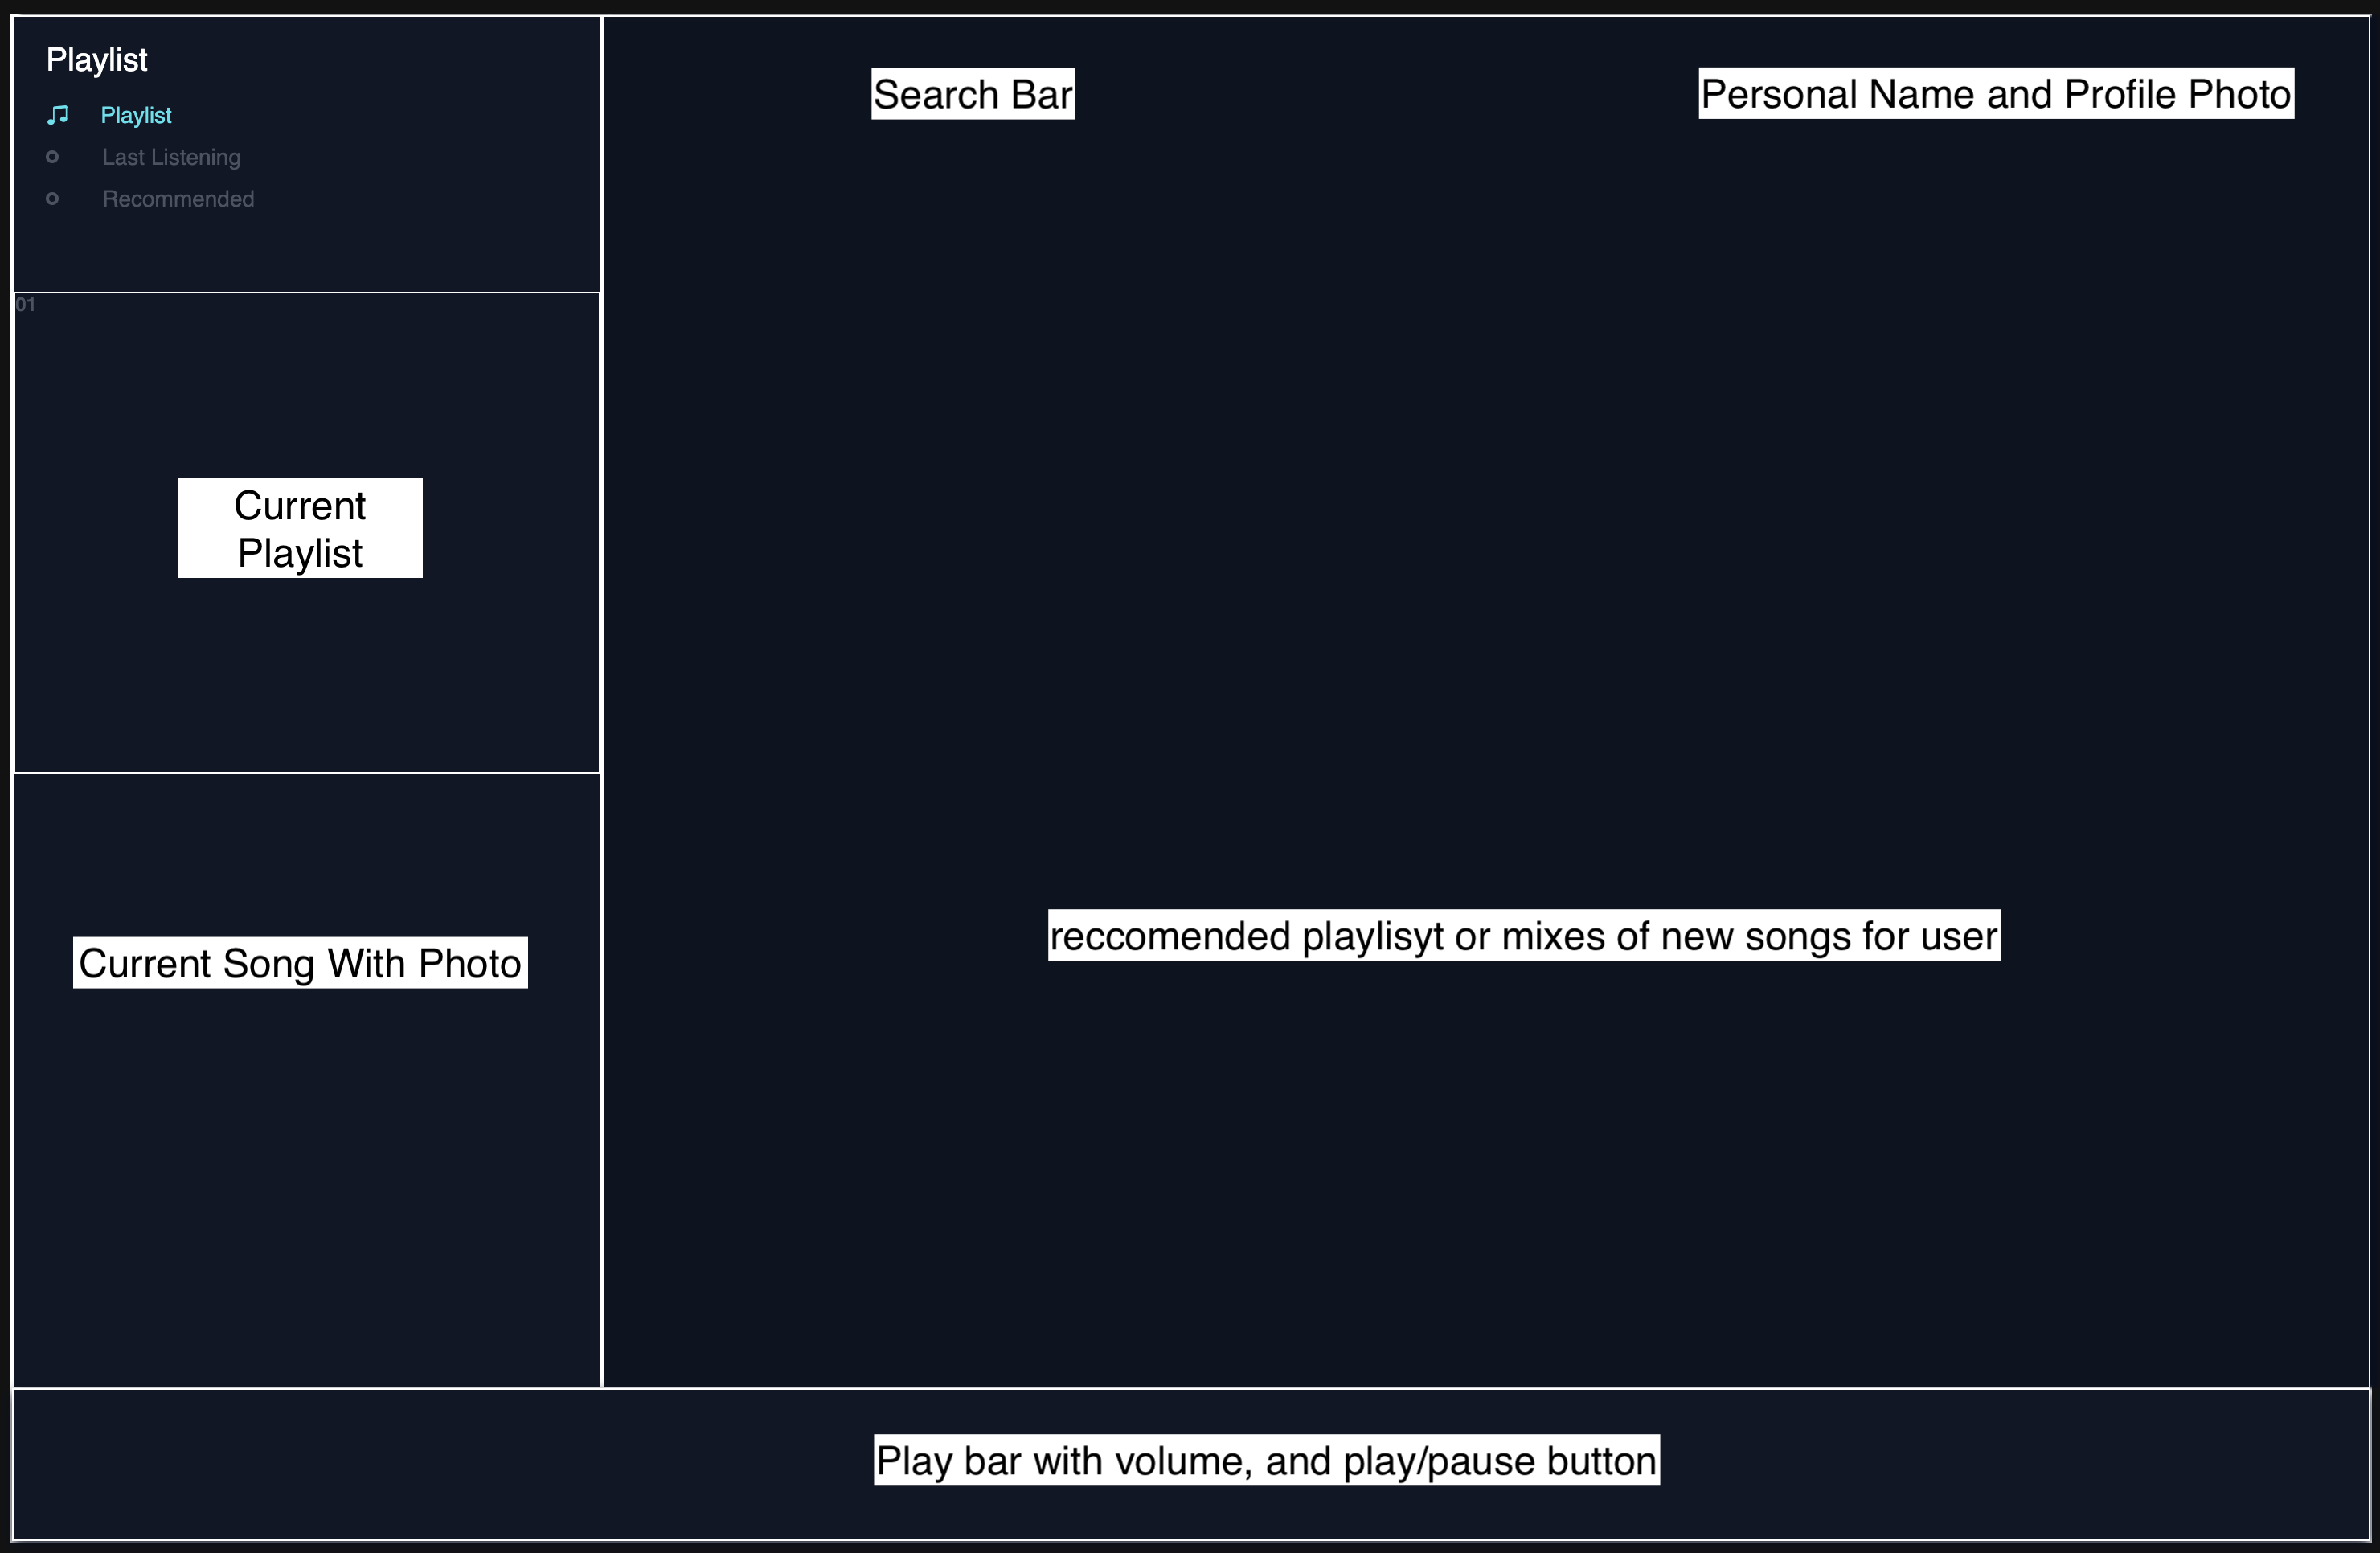 Playlist
Playlist
Last Listening
Recommended
01
Current
Playlist
Current Song With Photo
Search Bar
Personal Name and Profile Photo
reccomended playlisyt or mixes of new songs for user
Play bar with volume, and play/pause button